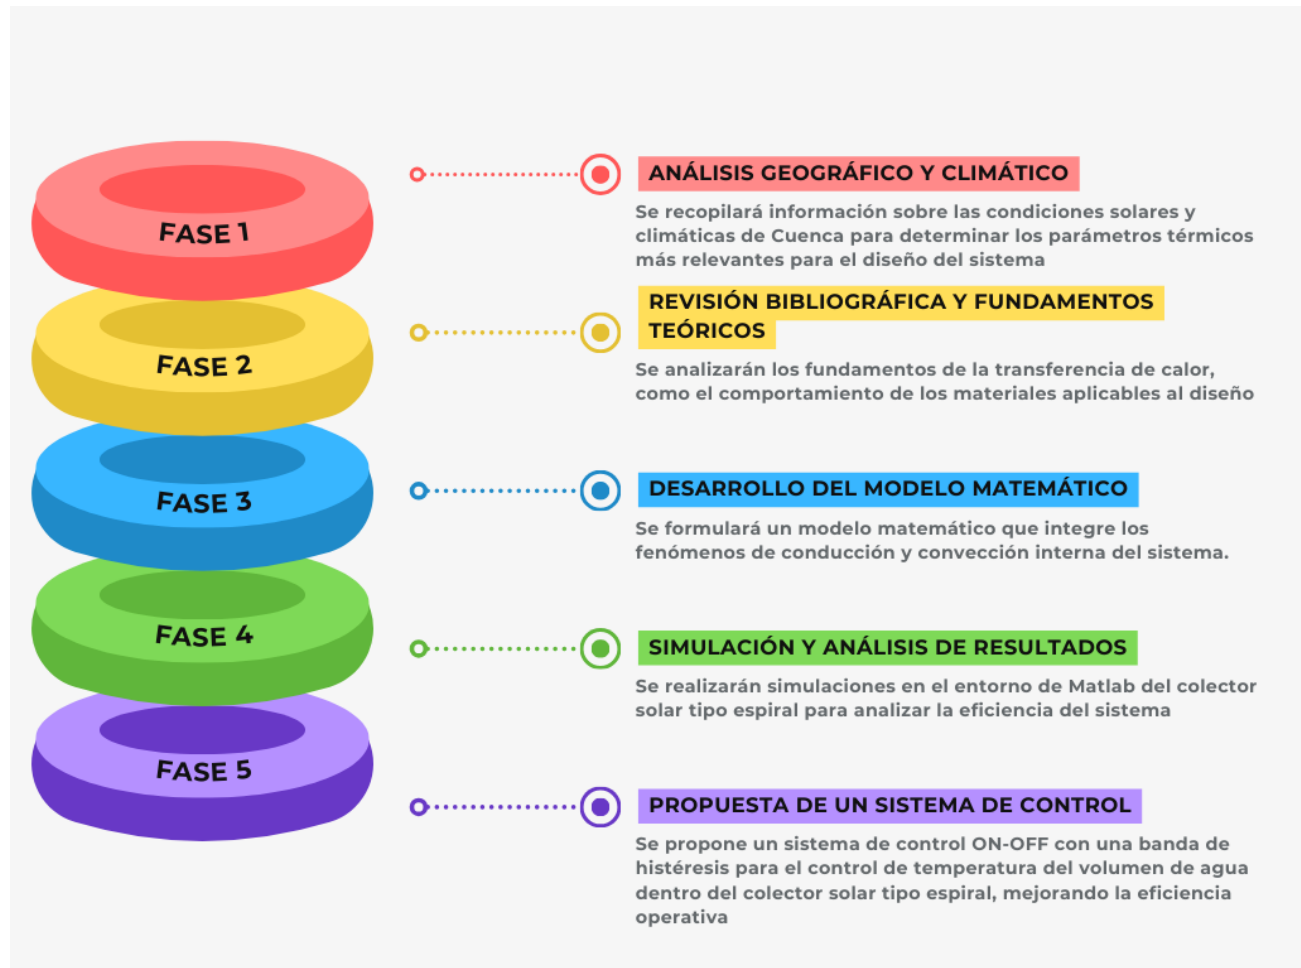 FASE 1
ANÁLISIS GEOGRÁFICO Y CLIMÁTICO
Se recopilará información sobre las condiciones solares y
climáticas de Cuenca para determinar los parámetros térmicos
más relevantes para el diseño del sistema
FASE 2
REVISIÓN BIBLIOGRÁFICA Y FUNDAMENTOS
TEÓRICOS
Se analizarán los fundamentos de la transferencia de calor,
como el comportamiento de los materiales aplicables al diseño
FASE 3
DESARROLLO DEL MODELO MATEMÁTICO
Se formulará un modelo matemático que integre los
fenómenos de conducción y convección interna del sistema.
FASE 4
SIMULACIÓN Y ANÁLISIS DE RESULTADOS
Se realizarán simulaciones en el entorno de Matlab del colector
solar tipo espiral para analizar la eficiencia del sistema
FASE 5
PROPUESTA DE UN SISTEMA DE CONTROL
Se propone un sistema de control ON-OFF con una banda de
histéresis para el control de temperatura del volumen de agua
dentro del colector solar tipo espiral, mejorando la eficiencia
operativa